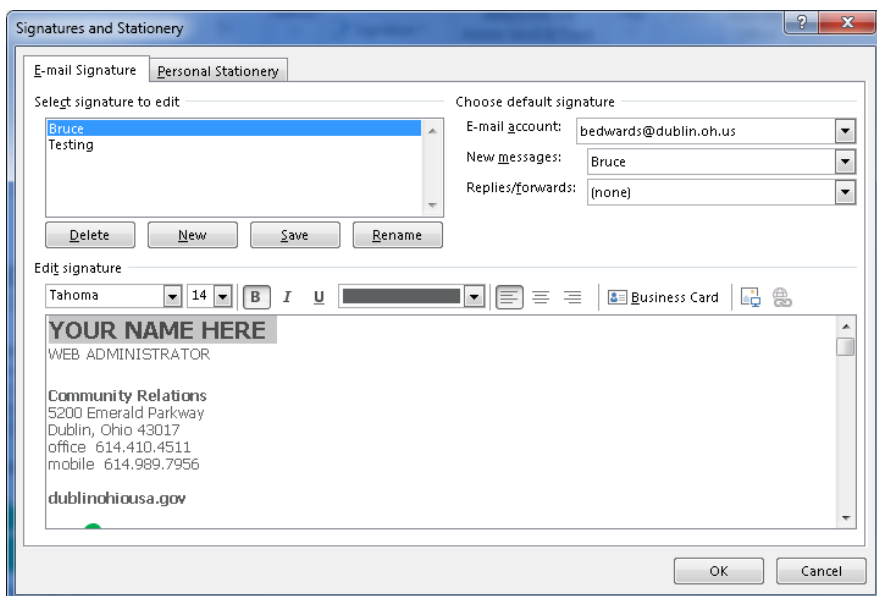 Signatures and Stationery
?
X
E-mail Signature
Personal Stationery
Select signature to edit
Bruce
Testing
Delete
New
Save
Rename
Choose default signature
E-mail account:
bedwards@dublin.oh.us
New messages:
Bruce
Replies/forwards:
(none)
Edit signature
Tahoma
14
B
I
U
Business Card
YOUR NAME HERE
WEB ADMINISTRATOR
Community Relations
5200 Emerald Parkway
Dublin, Ohio 43017
office 614.410.4511
mobile 614.989.7956
dublinohiousa.gov
OK
Cancel